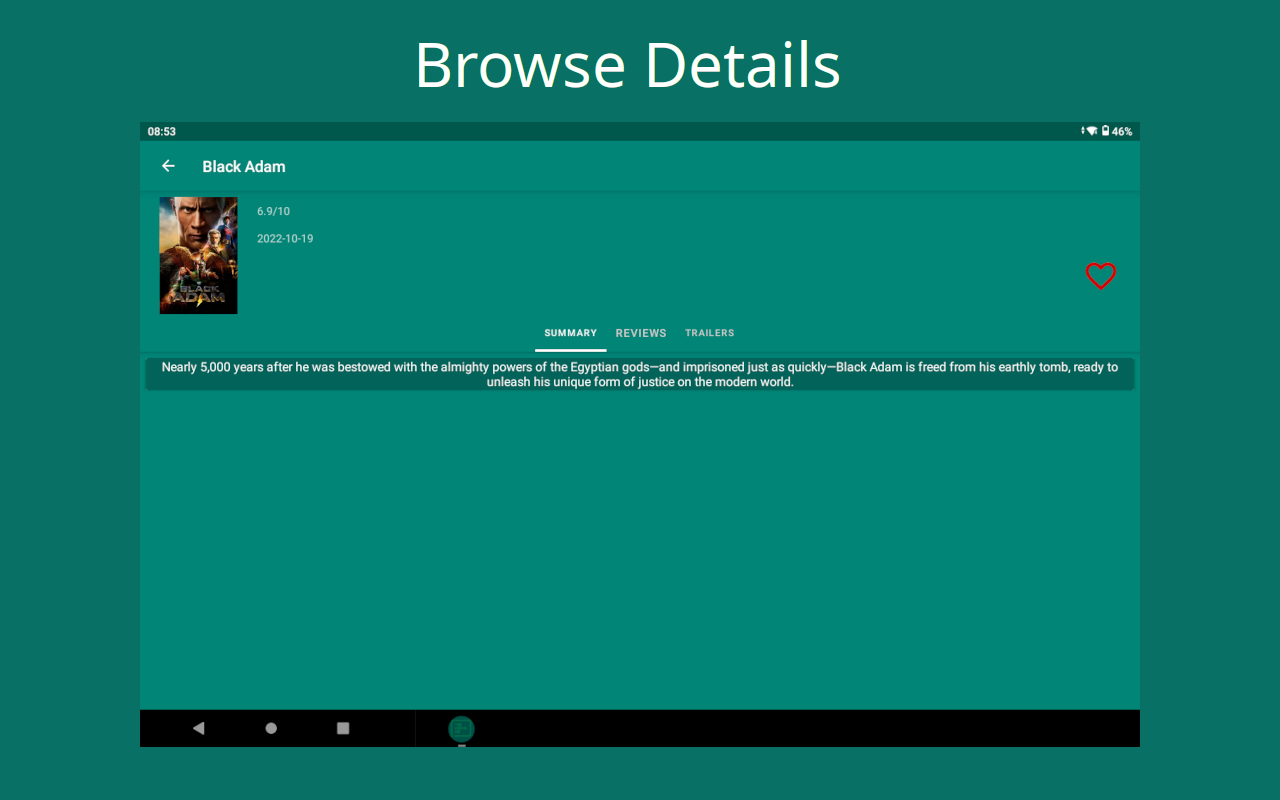 Browse Details
08:53
46%
Black Adam
6.9/10
2022-10-19
BLACK
ADAM
SUMMARY REVIEWS TRAILERS
Nearly 5,000 years after he was bestowed with the almighty powers of the Egyptian gods—and imprisoned just as quickly—Black Adam is freed from his earthly tomb, ready to
unleash his unique form of justice on the modern world.